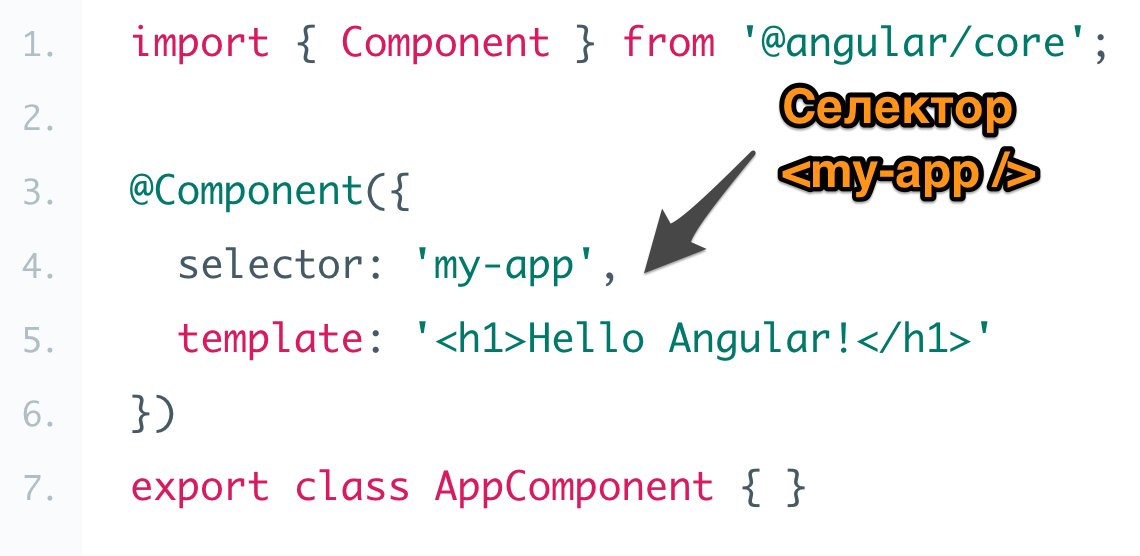 1. import { Component } from '@angular/core';
Селектор
2.
<my-app />
3. @Component({
4.   selector: 'my-app',
5.   template: '<h1>Hello Angular!</h1>'
6. })
7. export class AppComponent { }